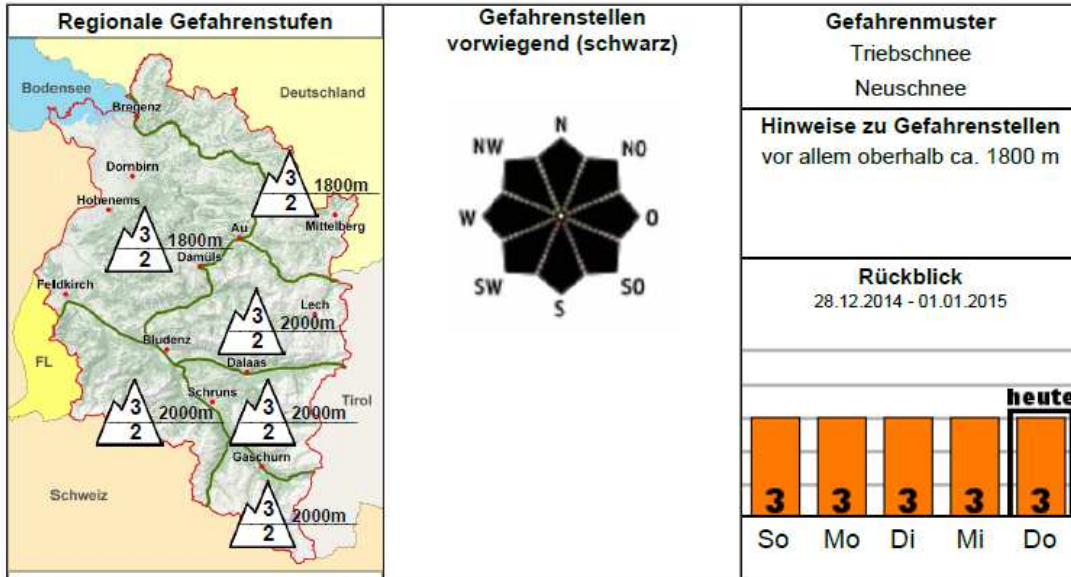 Regionale Gefahrenstufen
Bodensee
Deutschland
Bregenz
Dornbirn
3
1800m
2
Hohenems
Mittelberg
3
1800m
2
Au
Damüls
Feldkirch
3
Lech
2000m
2
FL
Bludenz
Dalaas
Schruns
Tirol
3
2000m
2
3
2000m
2
Gaschurn
Schweiz
3
2000m
2
Gefahrenstellen
vorwiegend (schwarz)
N
NW
NO
W
O
SW
SO
S
Gefahrenmuster
Triebschnee
Neuschnee
Hinweise zu Gefahrenstellen
vor allem oberhalb ca. 1800 m
Rückblick
28.12.2014 - 01.01.2015
heute
3 3 3 3 3
So Mo Di Mi Do